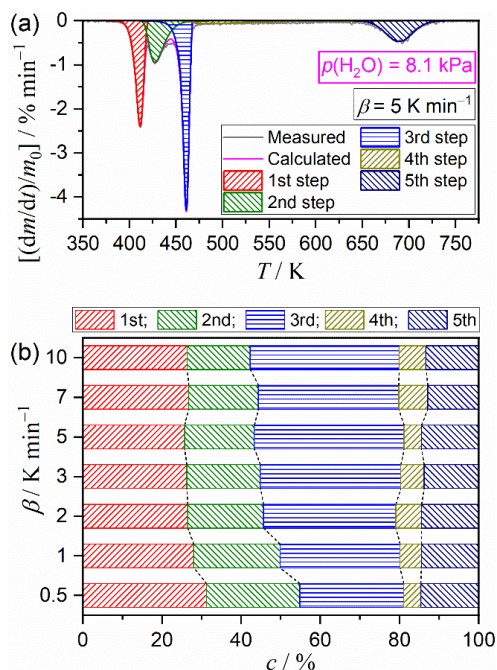 (a)
0
-1
-2
-3
-4
[(dm/dt)/m₀] / % min⁻¹
p(H₂O) = 8.1 kPa
β = 5 K min⁻¹
Measured
Calculated
1st step
2nd step
3rd step
4th step
5th step
350 400 450 500 550 600 650 700 750
T / K
1st; 2nd; 3rd; 4th; 5th
(b)
10
7
5
3
2
1
0.5
β / K min⁻¹
0 20 40 60 80 100
c / %